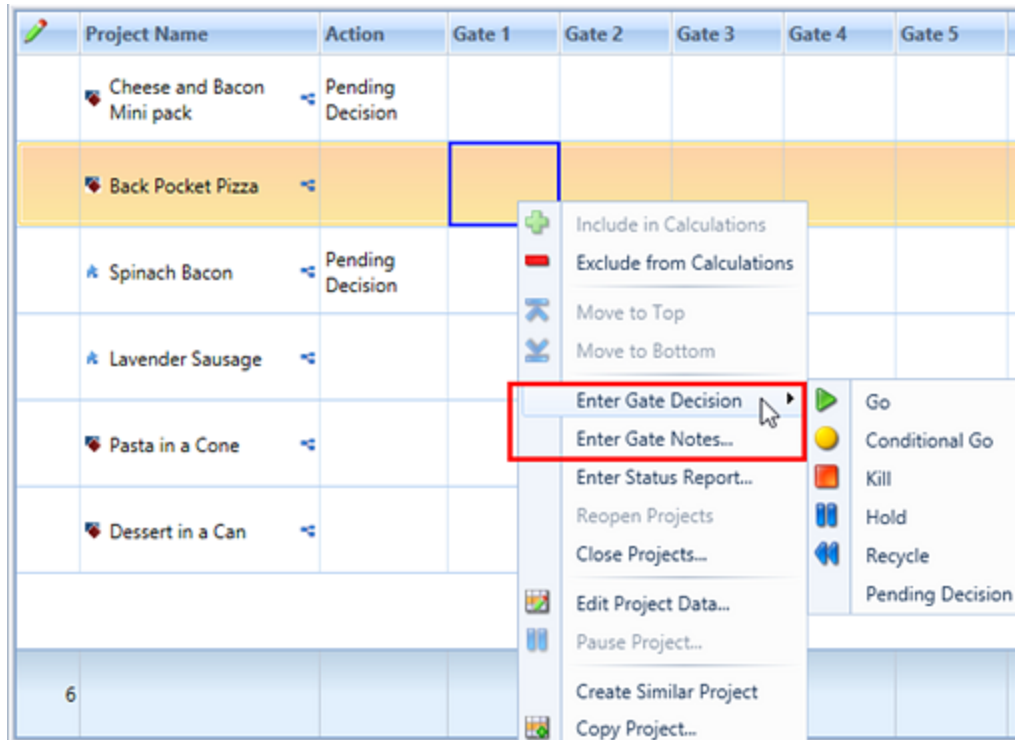 Project Name Action Gate 1 Gate 2 Gate 3 Gate 4 Gate 5
Cheese and Bacon
Mini pack
Pending
Decision
Back Pocket Pizza
Spinach Bacon
Pending
Decision
Lavender Sausage
Pasta in a Cone
Dessert in a Can
6
Include in Calculations
Exclude from Calculations
Move to Top
Move to Bottom
Enter Gate Decision
Enter Gate Notes...
Enter Status Report...
Reopen Projects
Close Projects...
Edit Project Data...
Pause Project...
Create Similar Project
Copy Project...
Go
Conditional Go
Kill
Hold
Recycle
Pending Decision